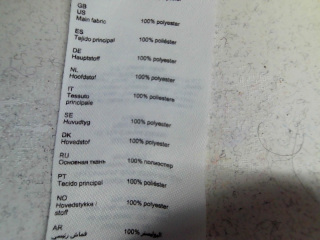 GB
US
Main fabric 100% polyester
ES
Tejido principal 100% poliéster
DE
Hauptstoff 100% polyester
NL
Hoofdstof 100% polyester
IT
Tessuto
principale 100% poliestere
SE
Huvudtyg 100% polyester
DK
Hovedstof 100% polyester
RU
Основная ткань 100% полиэстер
PT
Tecido principal 100% poliéster
NO
Hovedstykke /
stoff 100% polyester
AR
قماش رئيسي 100% البوليستر